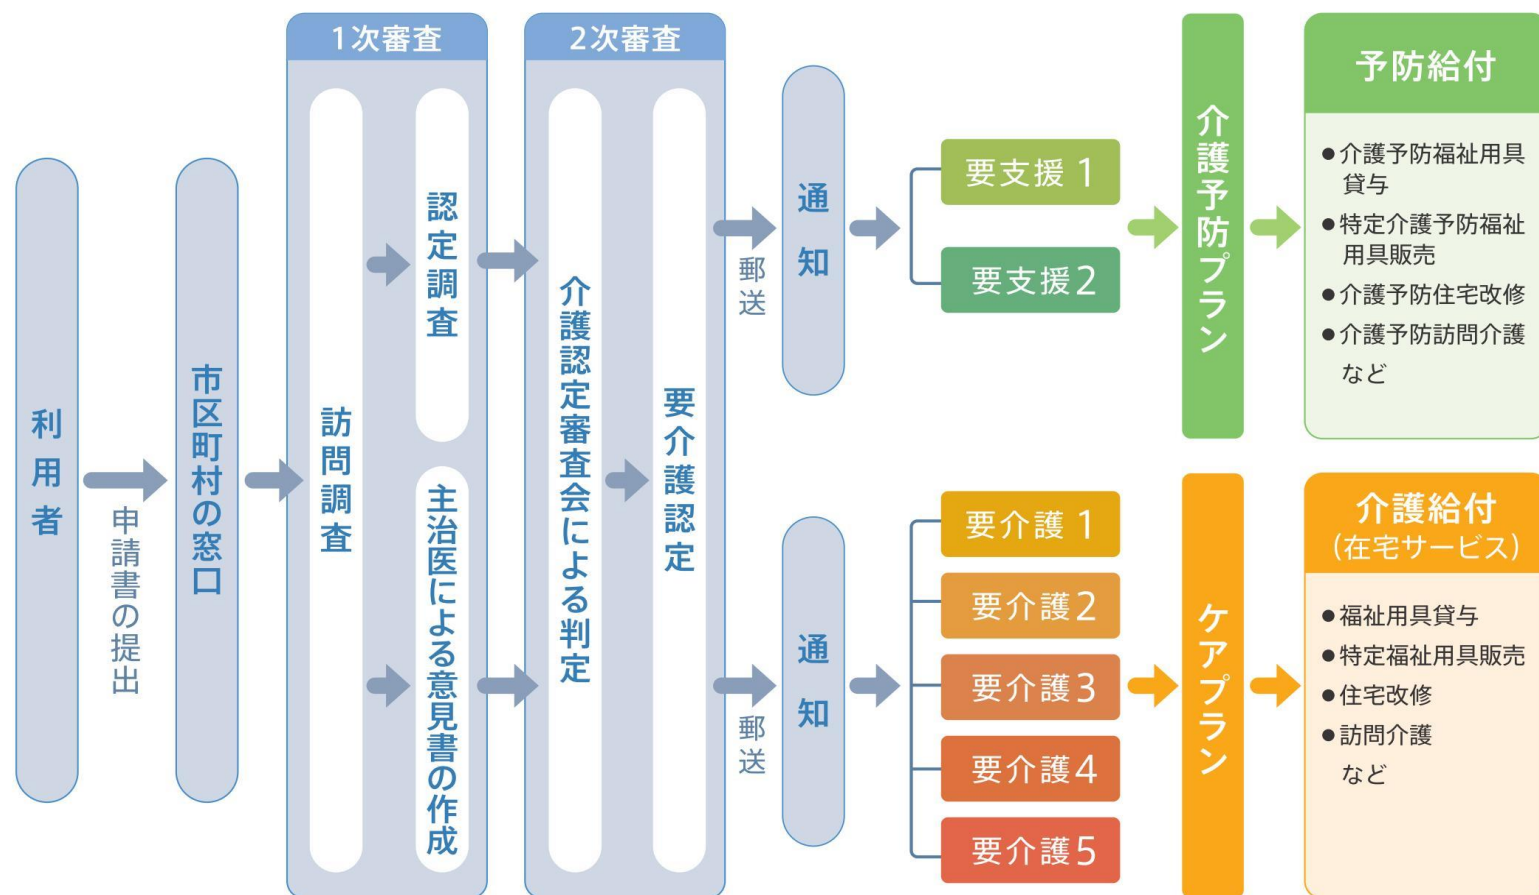 利用者
申請書の提出
市区町村の窓口
1次審査
訪問調査
認定調査
主治医による意見書の作成
2次審査
介護認定審査会による判定
要介護認定
郵送
通知
要支援1
要支援2
介護予防プラン
予防給付
●介護予防福祉用具
貸与
●特定介護予防福祉
用具販売
●介護予防住宅改修
●介護予防訪問介護
など
郵送
通知
要介護1
要介護2
要介護3
要介護4
要介護5
ケアプラン
介護給付
(在宅サービス)
●福祉用具貸与
●特定福祉用具販売
●住宅改修
●訪問介護
など